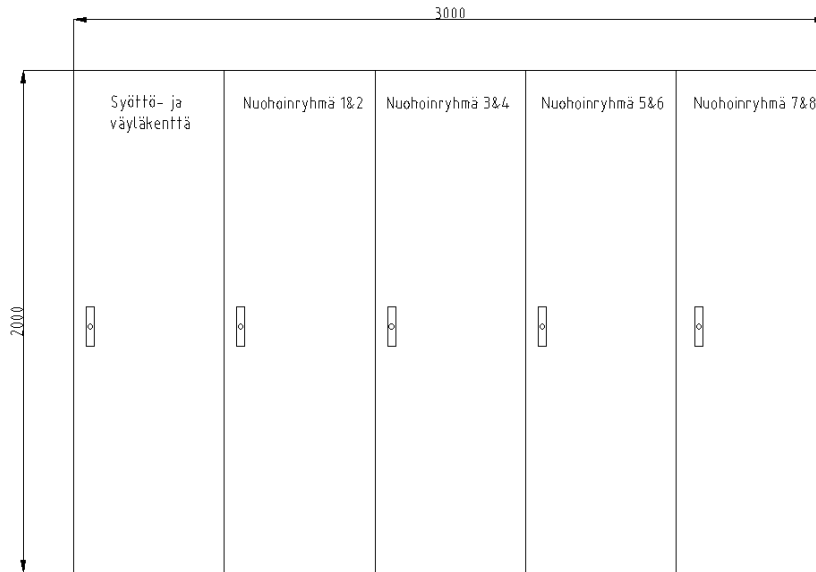 3000
Syöttö- ja
väyläkenttä
Nuohoinryhmä 1&2
Nuohoinryhmä 3&4
Nuohoinryhmä 5&6
Nuohoinryhmä 7&8
2000